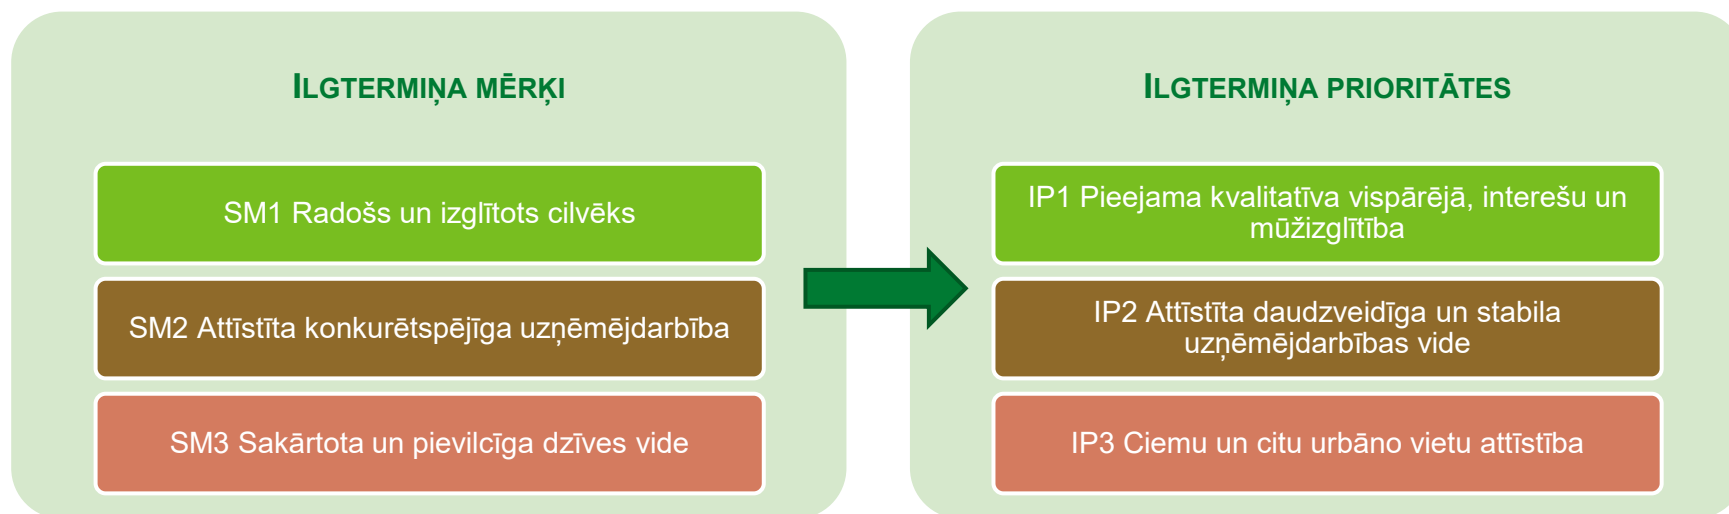 ILGTERMIŅA MĒRĶI
SM1 Radošs un izglītots cilvēks
SM2 Attīstīta konkurētspējīga uzņēmējdarbība
SM3 Sakārtota un pievilcīga dzīves vide
ILGTERMIŅA PRIORITĀTES
IP1 Pieejama kvalitatīva vispārējā, interešu un
mūžizglītība
IP2 Attīstīta daudzveidīga un stabila
uzņēmējdarbības vide
IP3 Ciemu un citu urbāno vietu attīstība